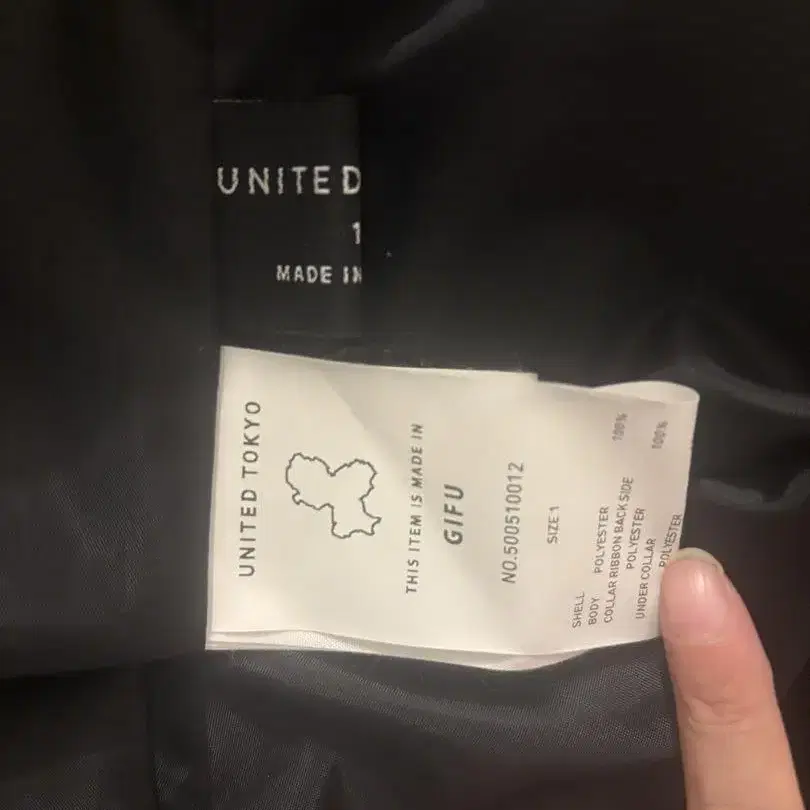 UNITED
1
MADE IN
UNITED TOKYO
THIS ITEM IS MADE IN
GIFU
NO.500510012
SIZE 1
SHELL
BODY
POLYESTER 100%
COLLAR RIBBON BACK SIDE
POLYESTER 100%
UNDER COLLAR
POLYESTER